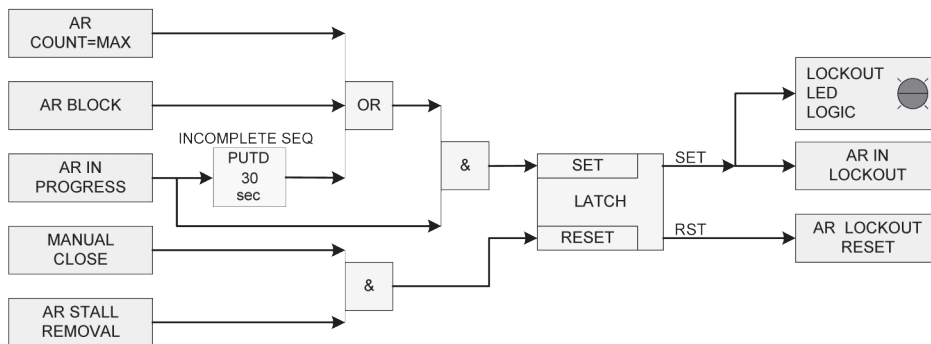 AR
COUNT=MAX
AR BLOCK
OR
INCOMPLETE SEQ
PUTD
30
sec
AR IN
PROGRESS
&
MANUAL
CLOSE
AR STALL
REMOVAL
&
SET
LATCH
RESET
SET
RST
LOCKOUT
LED
LOGIC
AR IN
LOCKOUT
AR LOCKOUT
RESET